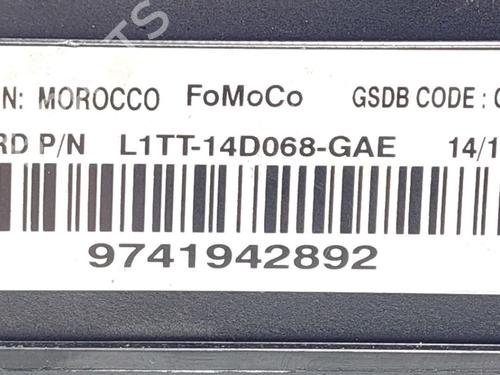 N: MOROCCO FoMoCo GSDB CODE :
RD P/N L1TT-14D068-GAE 14/1
9741942892